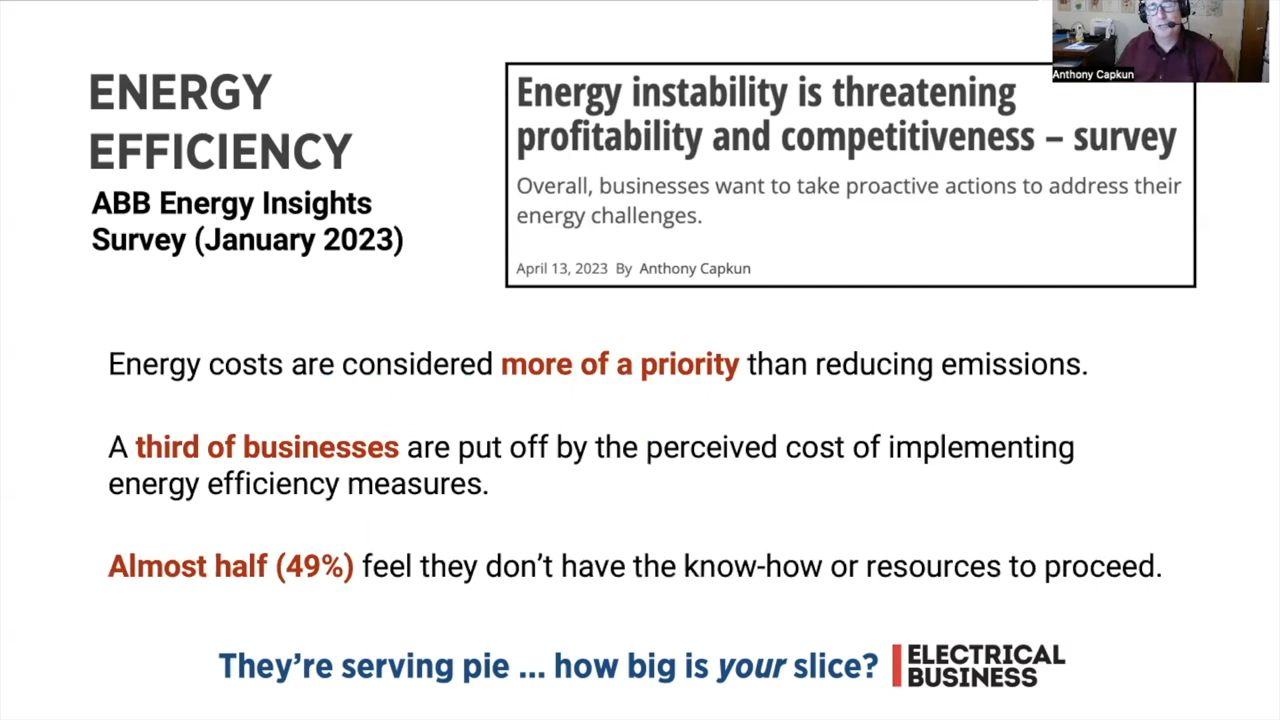 ENERGY
EFFICIENCY
ABB Energy Insights
Survey (January 2023)
Energy instability is threatening
profitability and competitiveness – survey
Overall, businesses want to take proactive actions to address their
energy challenges.
April 13, 2023 By Anthony Capkun
Anthony Capkun
Energy costs are considered more of a priority than reducing emissions.
A third of businesses are put off by the perceived cost of implementing
energy efficiency measures.
Almost half (49%) feel they don’t have the know-how or resources to proceed.
They’re serving pie ... how big is your slice?
ELECTRICAL
BUSINESS